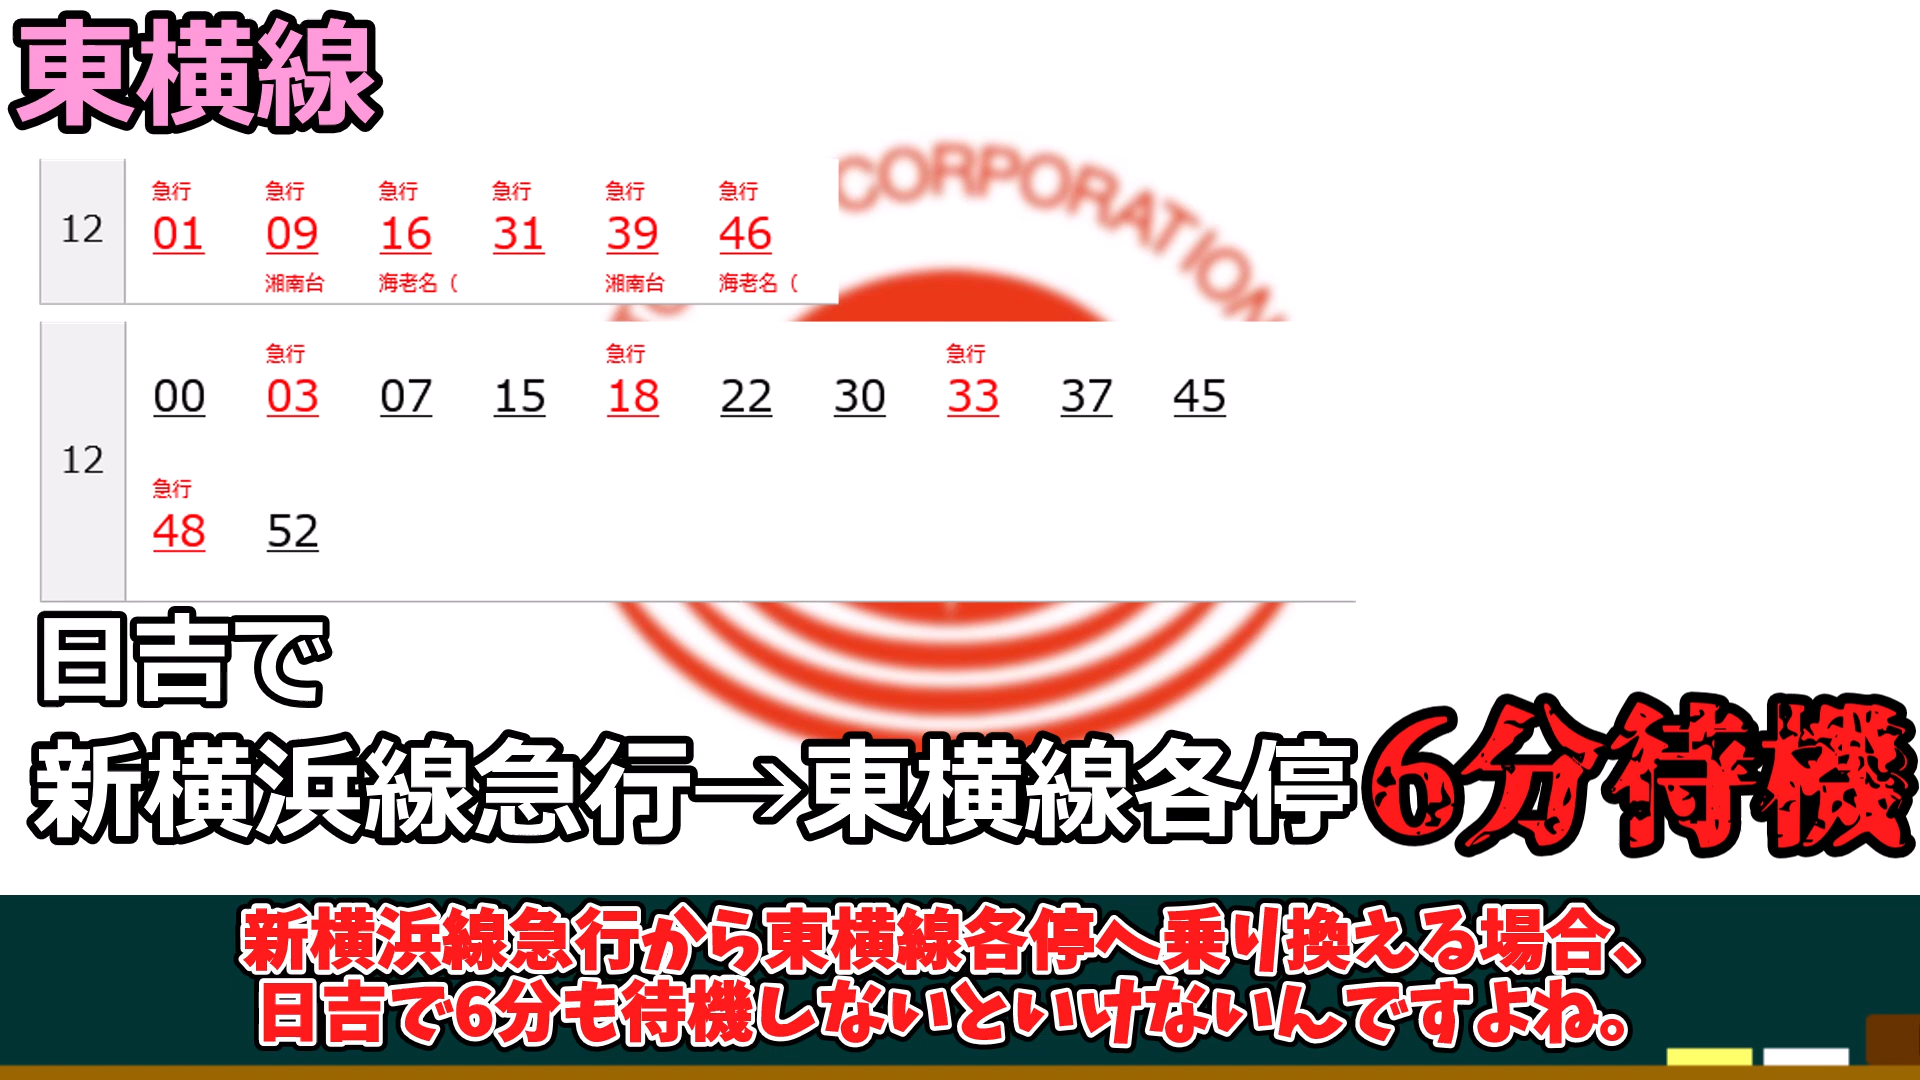 東横線
CORPORATION
急行 急行 急行 急行 急行 急行
12 01 09 16 31 39 46
湘南台 海老名（ 湘南台 海老名（
急行 急行 急行
00 03 07 15 18 22 30 33 37 45
12
急行
48 52
日吉で
新横浜線急行→東横線各停6分待機
新横浜線急行から東横線各停へ乗り換える場合、
日吉で6分も待機しないといけないんですよね。